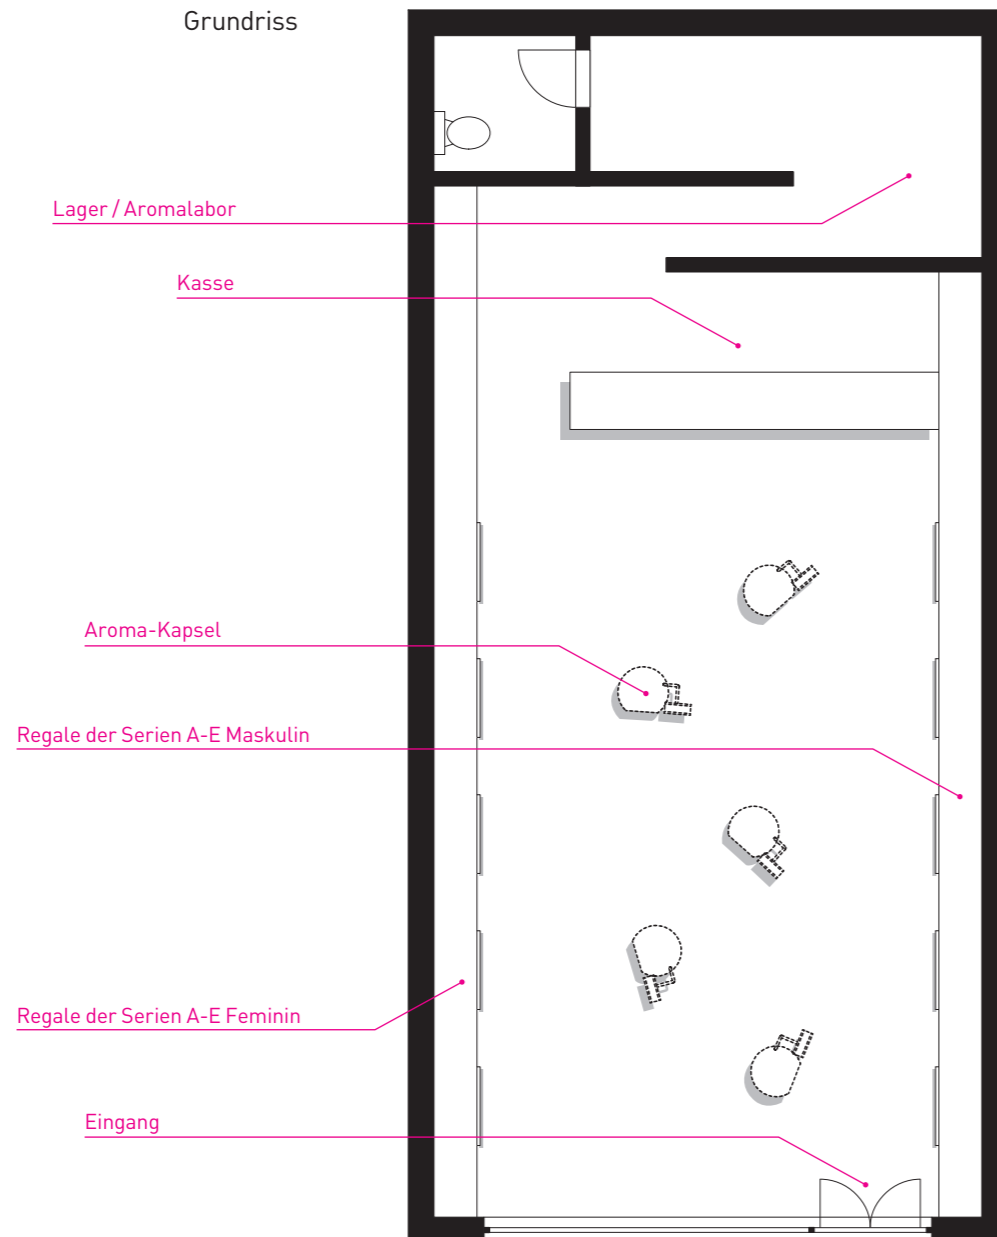 Grundriss
Lager / Aromalabor
Kasse
Aroma-Kapsel
Regale der Serien A-E Maskulin
Regale der Serien A-E Feminin
Eingang